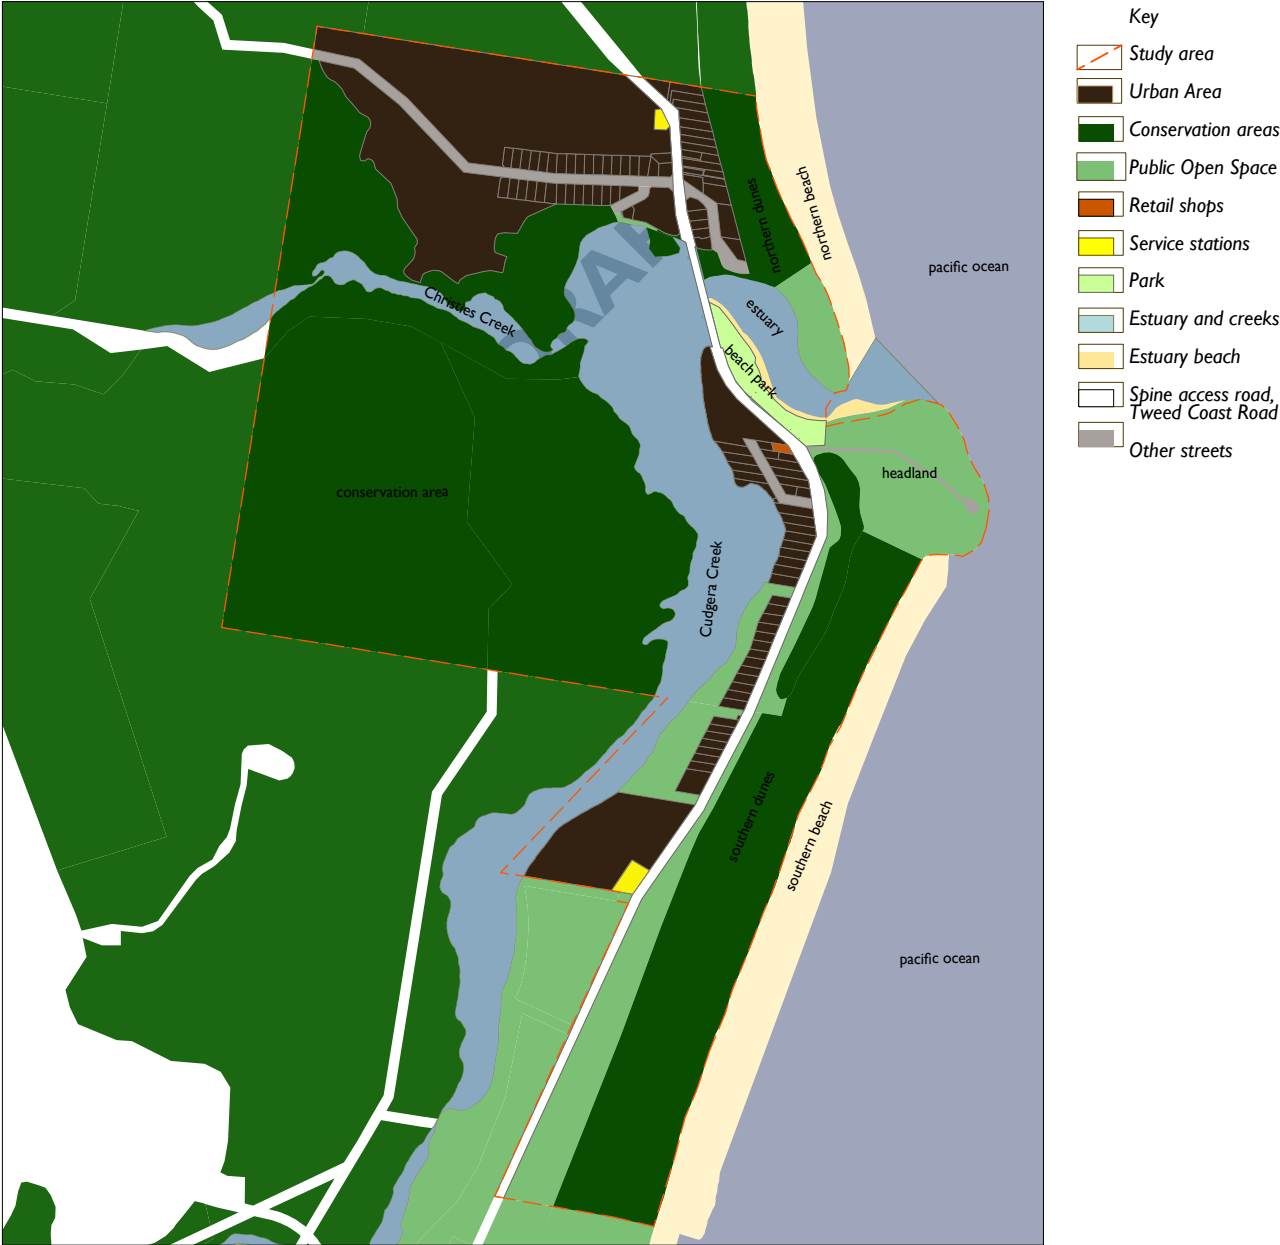 Key
Study area
Urban Area
Conservation areas
Public Open Space
Retail shops
Service stations
Park
Estuary and creeks
Estuary beach
Spine access road,
Tweed Coast Road
Other streets
northern dunes
northern beach
pacific ocean
Christies Creek
estuary
beach park
headland
conservation area
Cudgera Creek
southern dunes
southern beach
pacific ocean